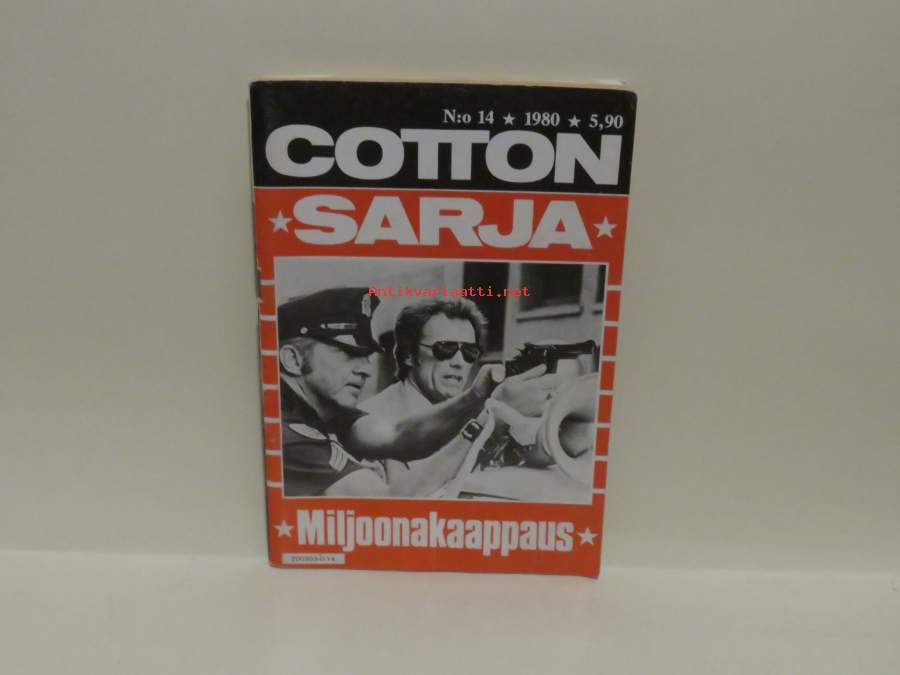 N:o 14 ★ 1980 ★ 5,90
COTTON
★ SARJA ★
Antikvariaatti.net
★ Miljoonakaappaus ★